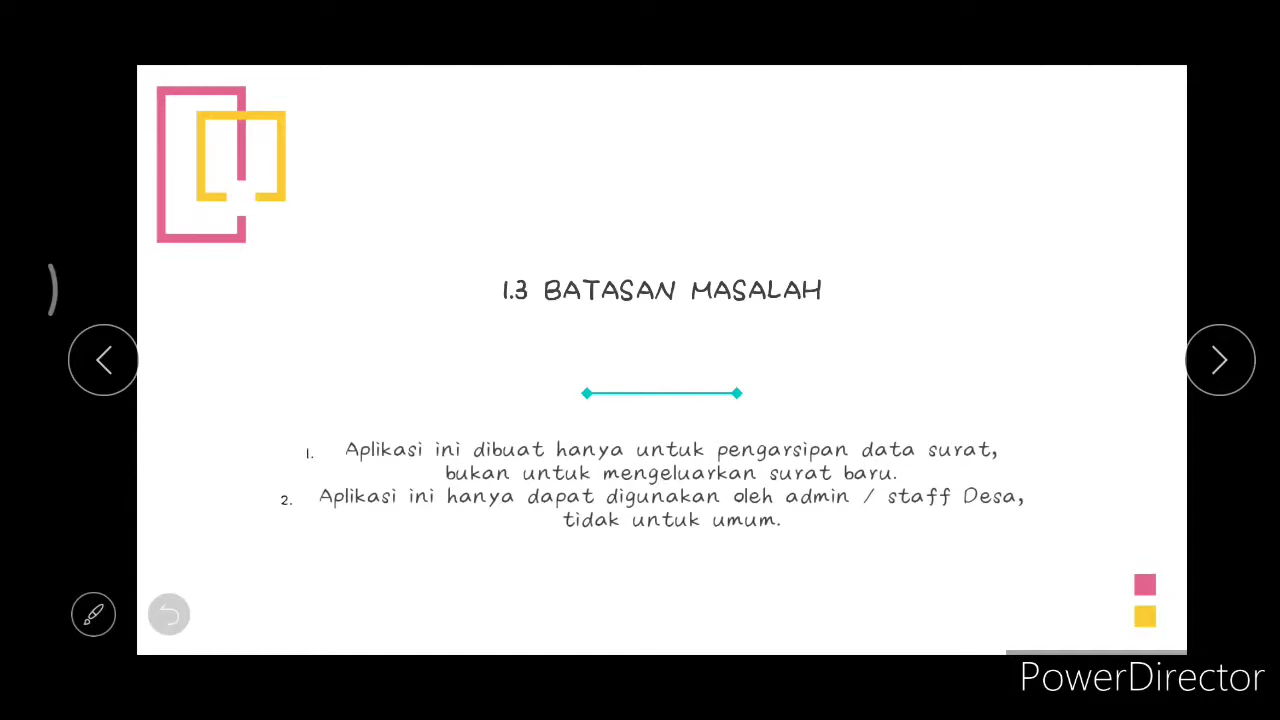 1.3 BATASAN MASALAH
1. Aplikasi ini dibuat hanya untuk pengarsipan data surat,
bukan untuk mengeluarkan surat baru.
2. Aplikasi ini hanya dapat digunakan oleh admin / staff Desa,
tidak untuk umum.
PowerDirector